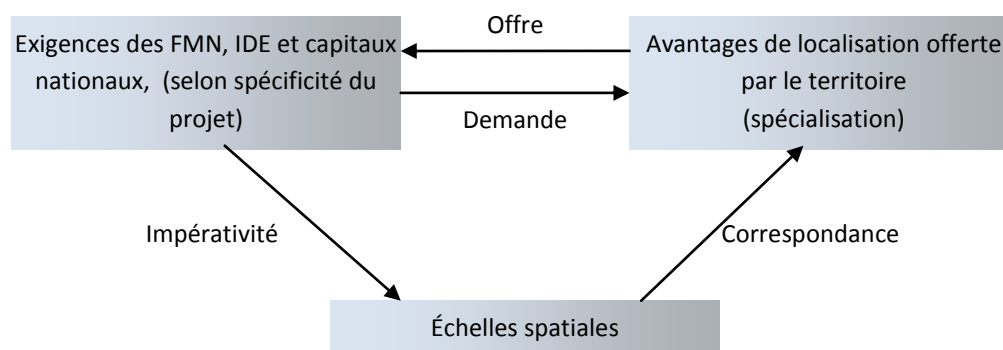 Offre
Exigences des FMN, IDE et capitaux
nationaux, (selon spécificité du
projet)
Avantages de localisation offerte
par le territoire
(spécialisation)
Demande
Impérativité
Correspondance
Échelles spatiales